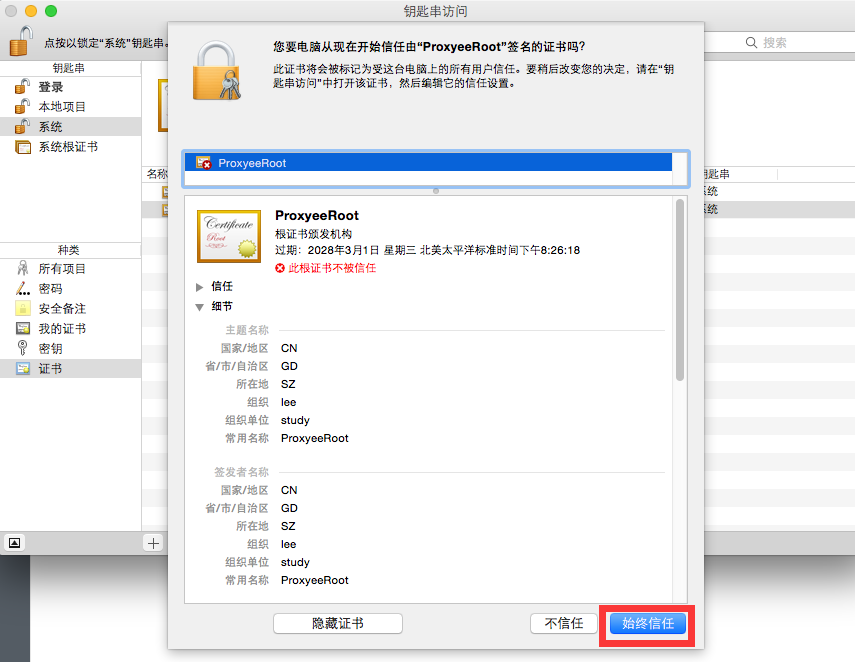 钥匙串访问
点按以锁定“系统”钥匙串。
搜索
钥匙串
登录
本地项目
系统
系统根证书
种类
所有项目
密码
安全备注
我的证书
密钥
证书
名称
钥匙串
系统
系统
您要电脑从现在开始信任由“ProxyeeRoot”签名的证书吗?
此证书将会被标记为受这台电脑上的所有用户信任。要稍后改变您的决定，请在“钥
匙串访问”中打开该证书，然后编辑它的信任设置。
ProxyeeRoot
Certificate
Root
ProxyeeRoot
根证书颁发机构
过期：2028年3月1日 星期三 北美太平洋标准时间下午8:26:18
此根证书不被信任
信任
细节
主题名称
国家/地区 CN
省/市/自治区 GD
所在地 SZ
组织 lee
组织单位 study
常用名称 ProxyeeRoot
签发者名称
国家/地区 CN
省/市/自治区 GD
所在地 SZ
组织 lee
组织单位 study
常用名称 ProxyeeRoot
隐藏证书
不信任
始终信任